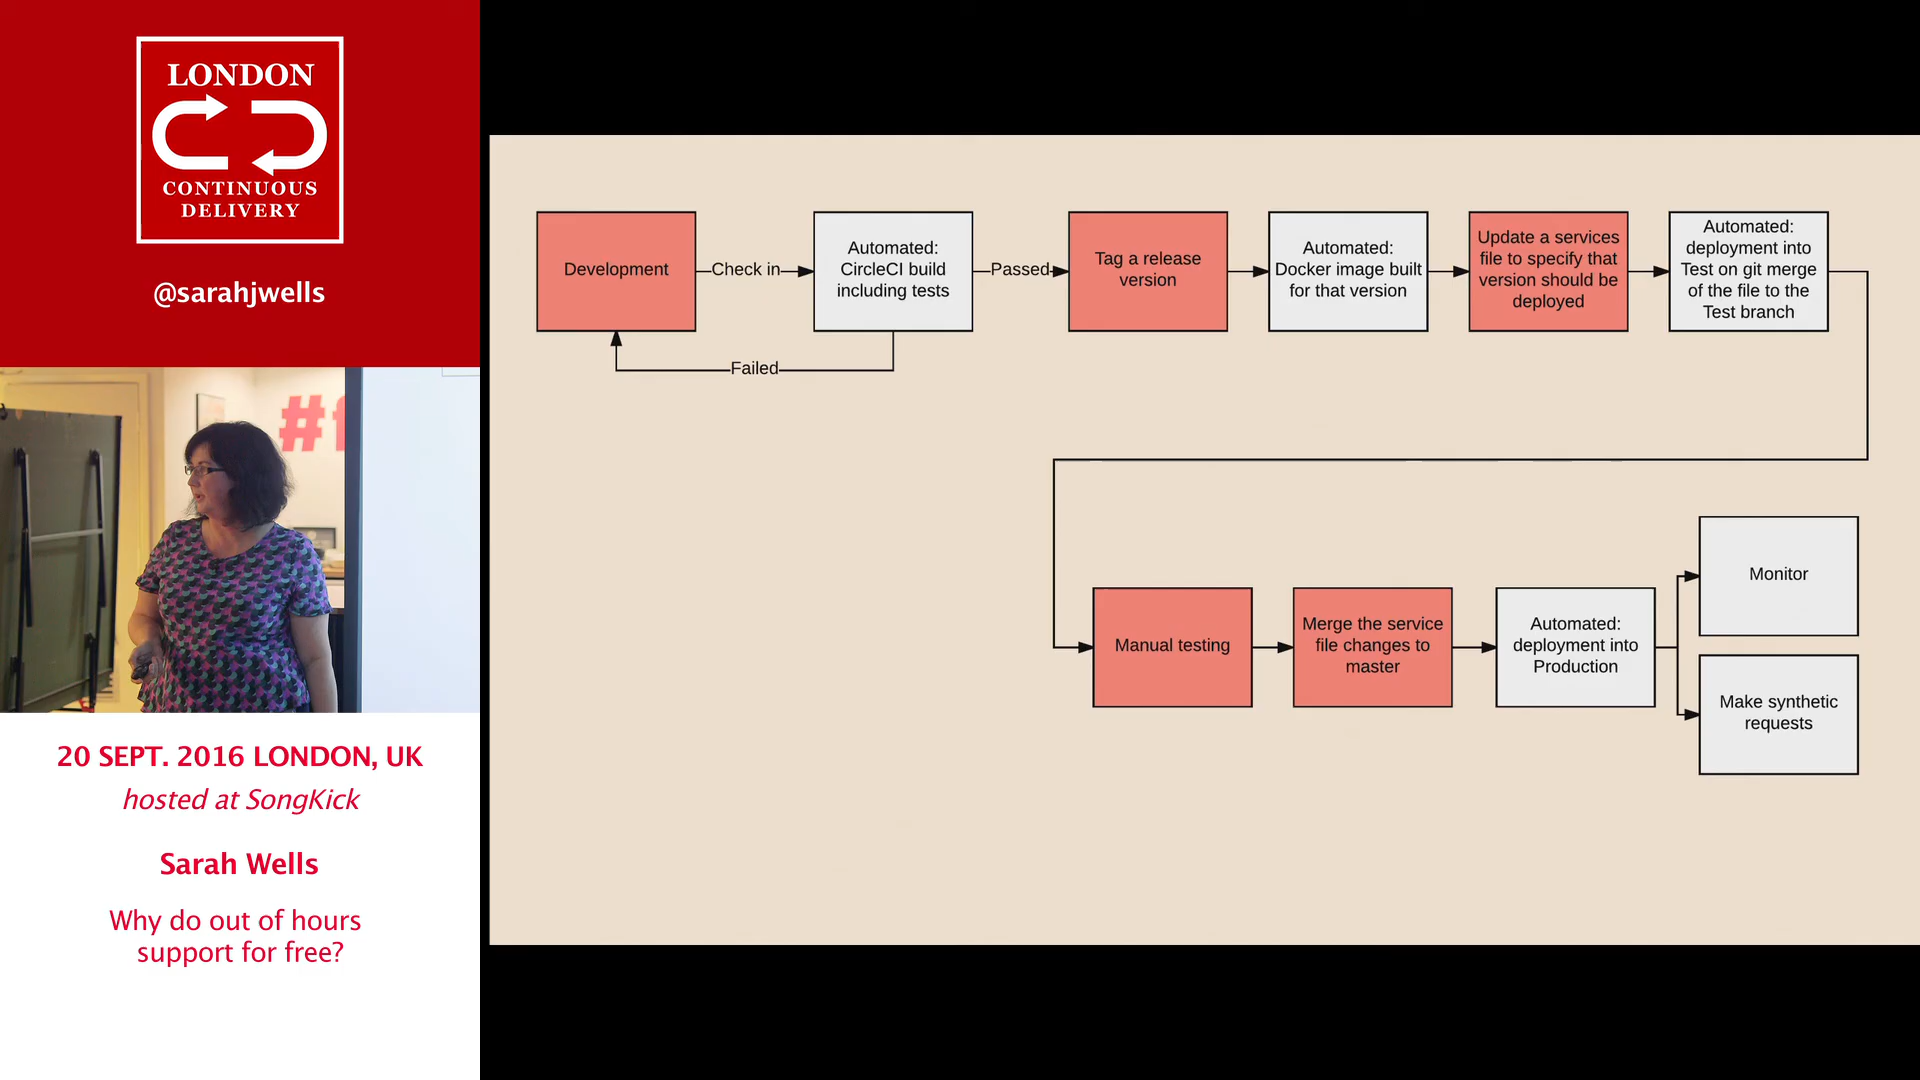 LONDON
CONTINUOUS
DELIVERY
@sarahjwells
#f
20 SEPT. 2016 LONDON, UK
hosted at SongKick
Sarah Wells
Why do out of hours
support for free?
Development
Check in
Automated:
CircleCI build
including tests
Failed
Passed
Tag a release
version
Automated:
Docker image built
for that version
Update a services
file to specify that
version should be
deployed
Automated:
deployment into
Test on git merge
of the file to the
Test branch
Manual testing
Merge the service
file changes to
master
Automated:
deployment into
Production
Monitor
Make synthetic
requests